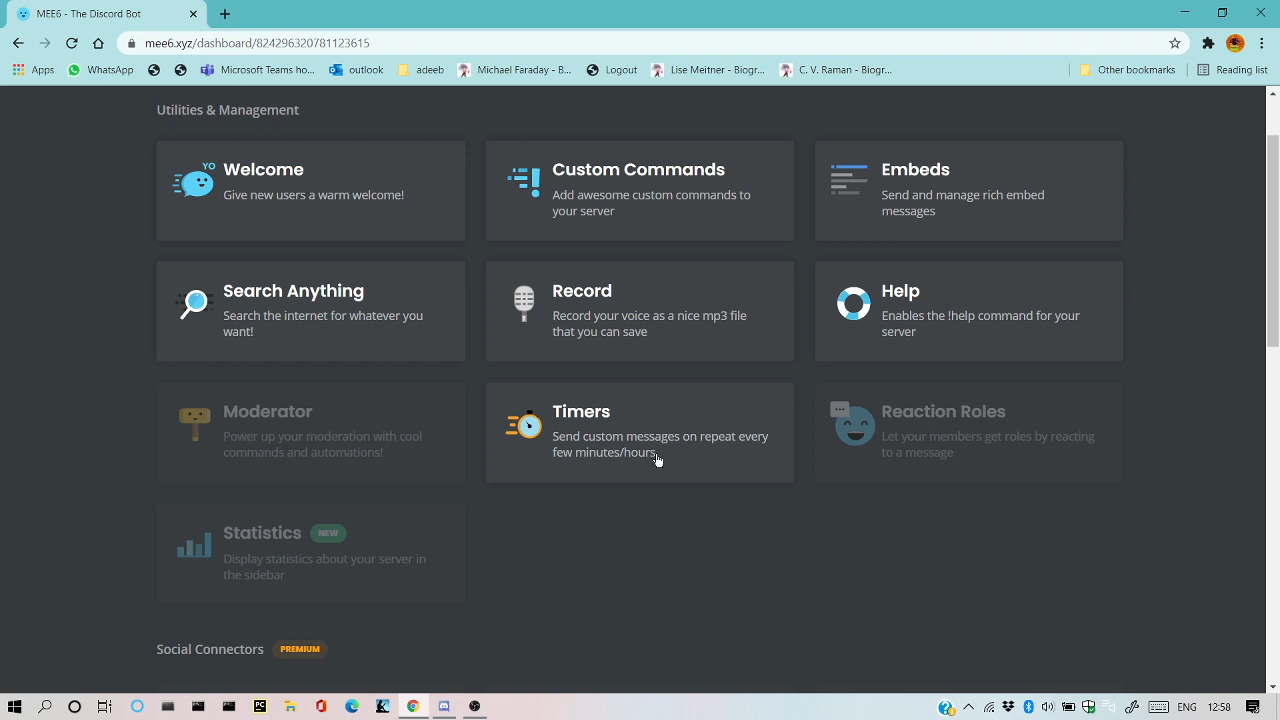 MEE6 - The Discord Bot
mee6.xyz/dashboard/824296320781123615
Apps
WhatsApp
Microsoft Teams ho...
outlook
adeeb
Michael Faraday - B...
Logout
Lise Meitner - Biogr...
C. V. Raman - Biogr...
Other bookmarks
Reading list
Utilities & Management
YO
Welcome
Give new users a warm welcome!
Custom Commands
Add awesome custom commands to
your server
Embeds
Send and manage rich embed
messages
Search Anything
Search the internet for whatever you
want!
Record
Record your voice as a nice mp3 file
that you can save
Help
Enables the !help command for your
server
Moderator
Power up your moderation with cool
commands and automations!
Timers
Send custom messages on repeat every
few minutes/hours
Reaction Roles
Let your members get roles by reacting
to a message
Statistics NEW
Display statistics about your server in
the sidebar
Social Connectors PREMIUM
ENG
12:58